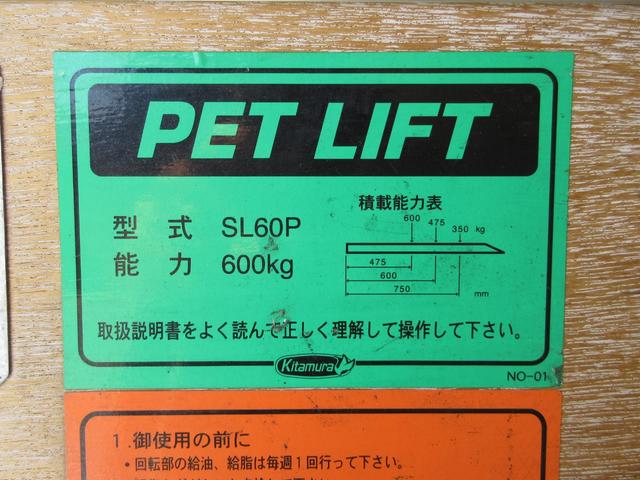 PET LIFT
型式 SL60P
能力 600kg
積載能力表
600 475 350 kg
475
600
750
mm
取扱説明書をよく読んで正しく理解して操作して下さい。
Kitamura
NO-01
1.御使用の前に
・回転部の給油、給脂は毎週1回行って下さい。